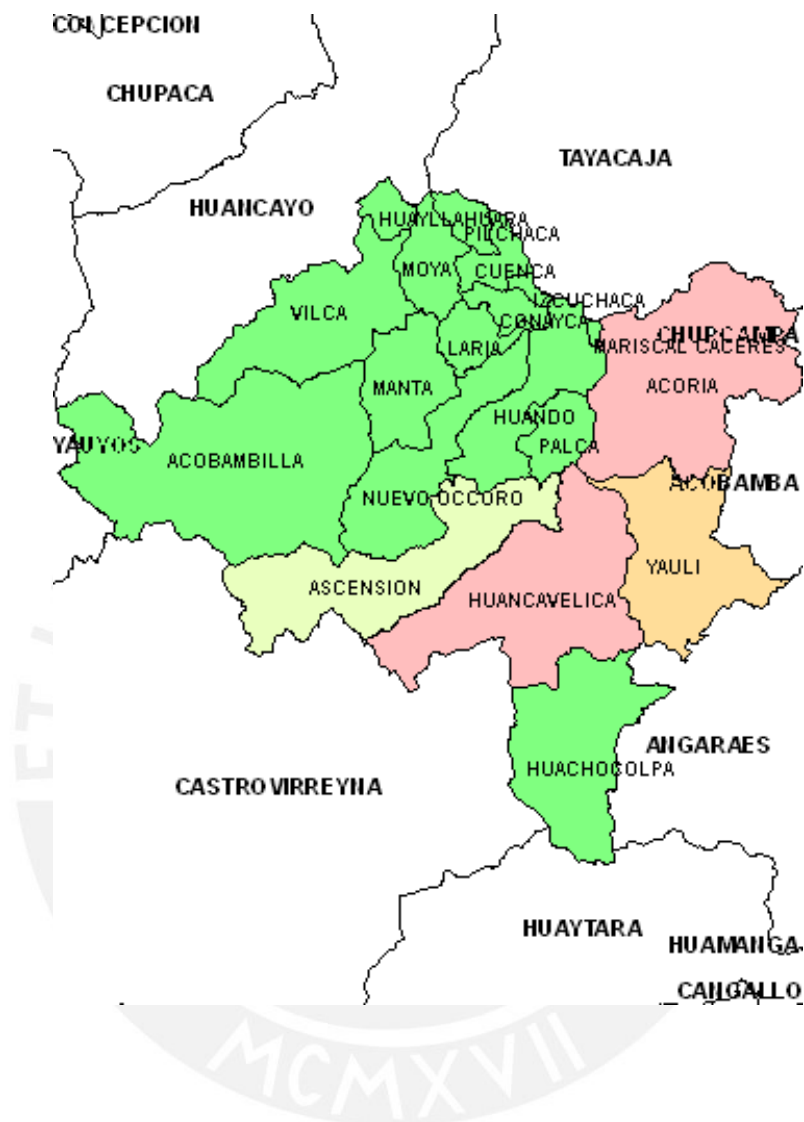 CONCEPCION
CHUPACA
TAYACAJA
HUANCAYO
HUAYLLAHUARA
PILCHACA
MOYA
CUENCA
VILCA
IZCUCHACA
CONAYCA
CHURCAMPA
LARIA
MARISCAL CACERES
MANTA
ACORIA
HUANDO
YAUYOS
PALCA
ACOBAMBILLA
ACOBAMBA
NUEVO OCCORO
YAULI
ASCENSION
HUANCAVELICA
ANGARAES
HUACHOCOLPA
CASTROVIRREYNA
HUAYTARA
HUAMANGA
CANGALLO
MCMXVII